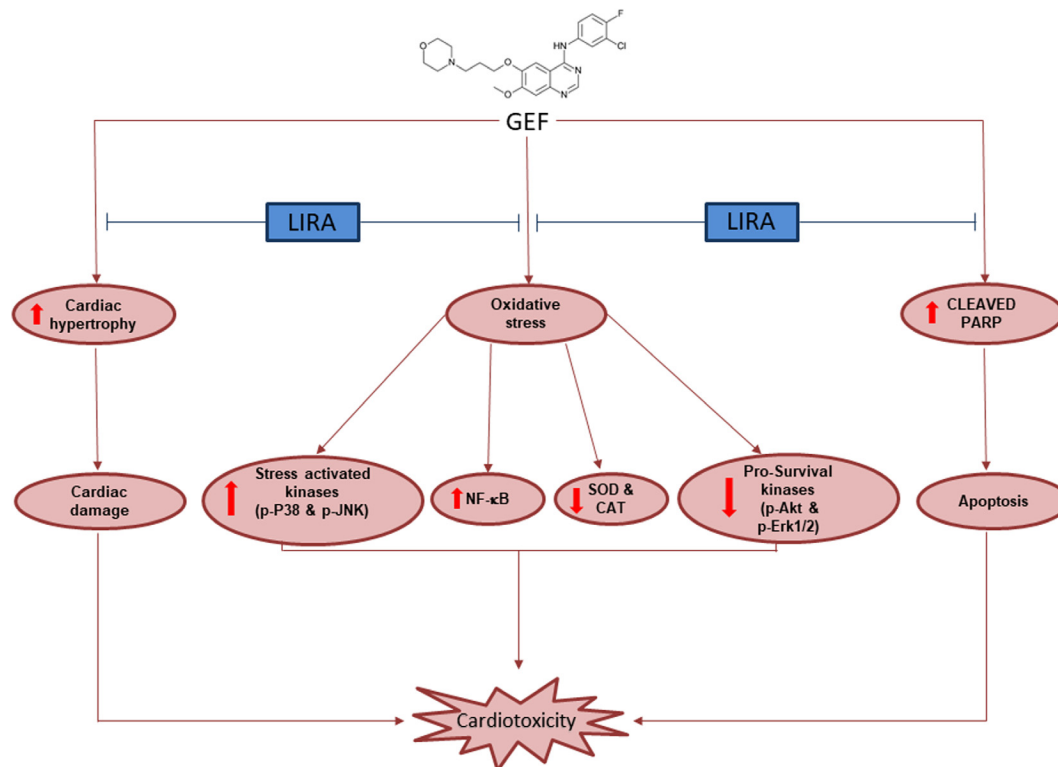 F
HN
Cl
O
N
O
N
O
N
GEF
LIRA
LIRA
Cardiac
hypertrophy
Oxidative
stress
CLEAVED
PARP
Cardiac
damage
Stress activated
kinases
(p-P38 & p-JNK)
NF-κB
SOD &
CAT
Pro-Survival
kinases
(p-Akt &
p-Erk1/2)
Apoptosis
Cardiotoxicity